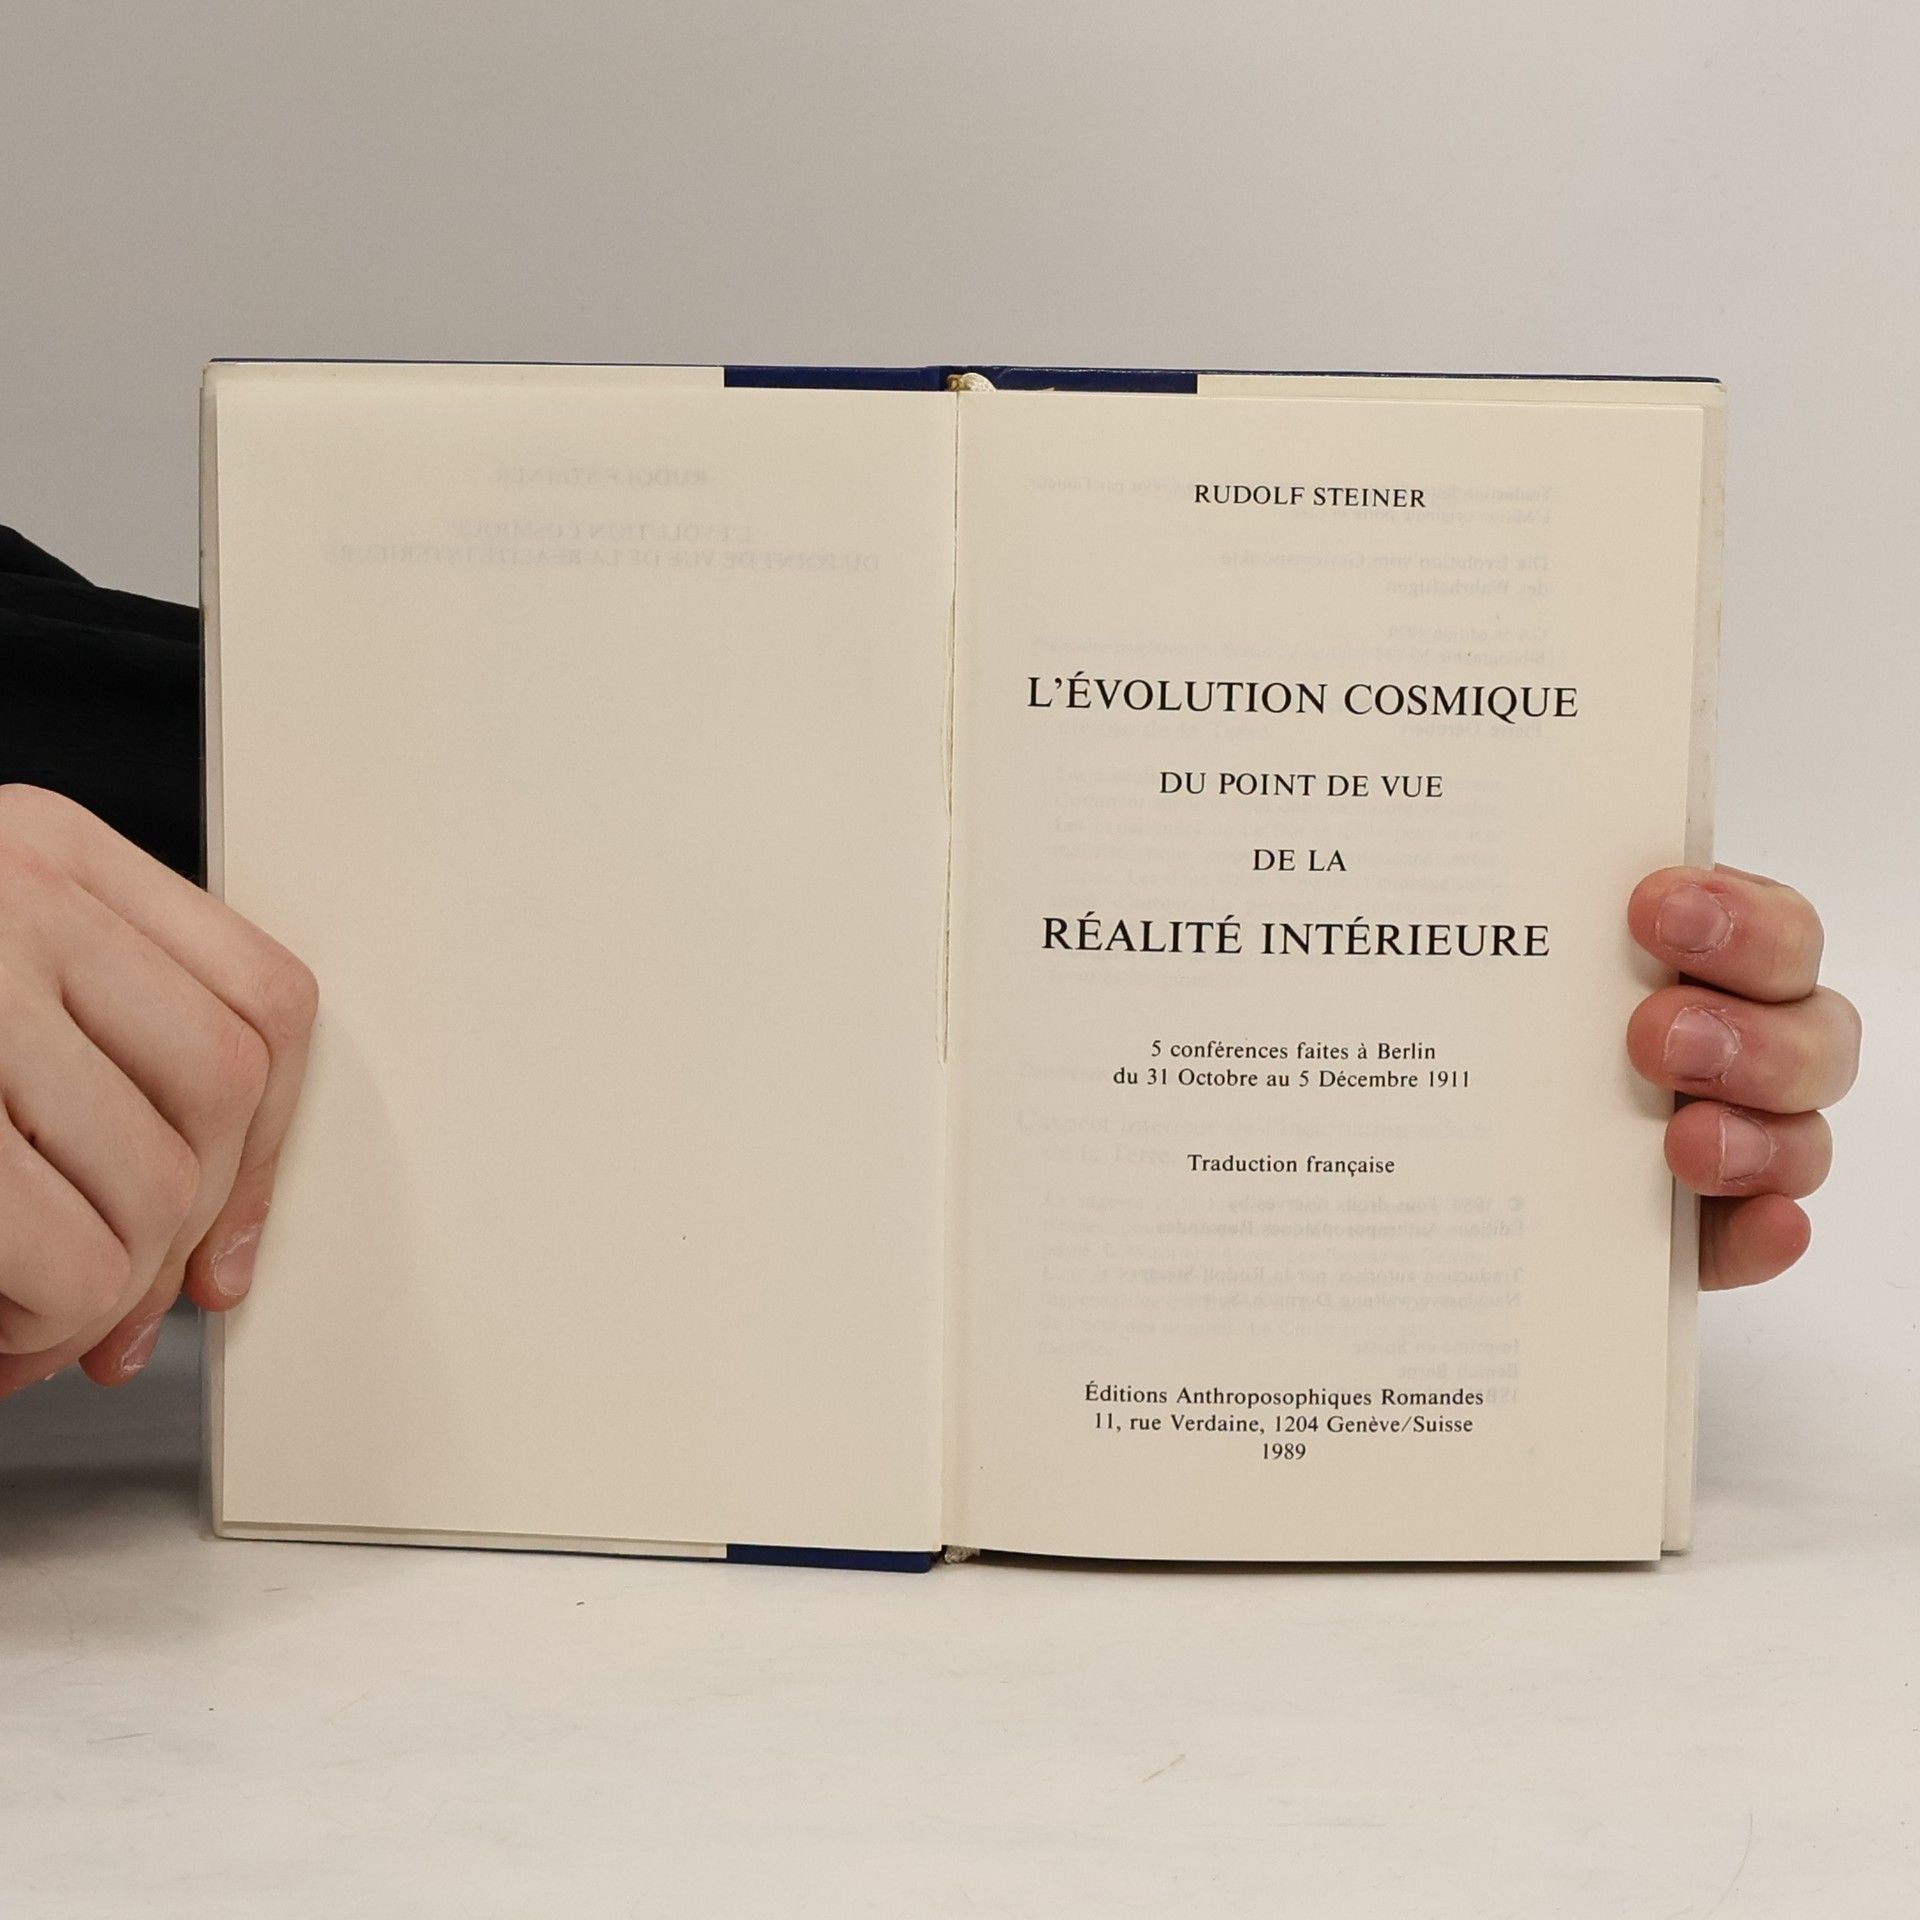 RUDOLF STEINER
L'ÉVOLUTION COSMIQUE
DU POINT DE VUE
DE LA
RÉALITÉ INTÉRIEURE
5 conférences faites à Berlin
du 31 Octobre au 5 Décembre 1911
Traduction française
Éditions Anthroposophiques Romandes
11, rue Verdaine, 1204 Genève/Suisse
1989